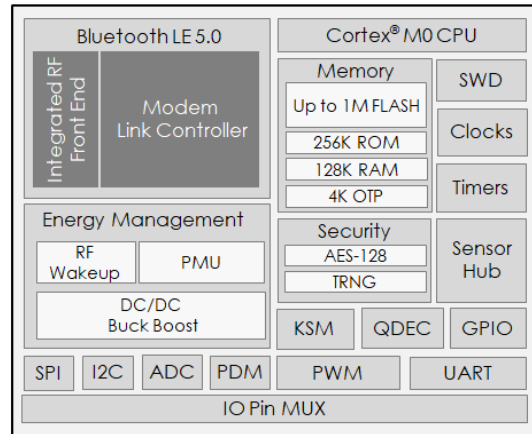 Bluetooth LE 5.0
Integrated RF
Front End
Modem
Link Controller
Cortex® M0 CPU
Memory
Up to 1M FLASH
256K ROM
128K RAM
4K OTP
SWD
Clocks
Timers
Energy Management
RF
Wakeup
PMU
DC/DC
Buck Boost
Security
AES-128
TRNG
Sensor
Hub
KSM
QDEC
GPIO
SPI
I2C
ADC
PDM
PWM
UART
IO Pin MUX